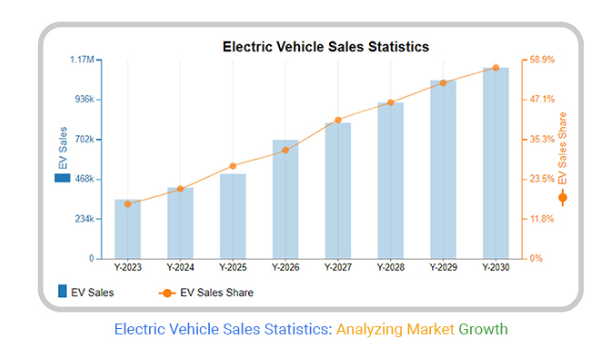 Electric Vehicle Sales Statistics
1.17M
936k
702k
468k
234k
0
EV Sales
58.9%
47.1%
35.3%
23.5%
11.8%
0%
EV Sales Share
Y-2023 Y-2024 Y-2025 Y-2026 Y-2027 Y-2028 Y-2029 Y-2030
EV Sales EV Sales Share
Electric Vehicle Sales Statistics: Analyzing Market Growth